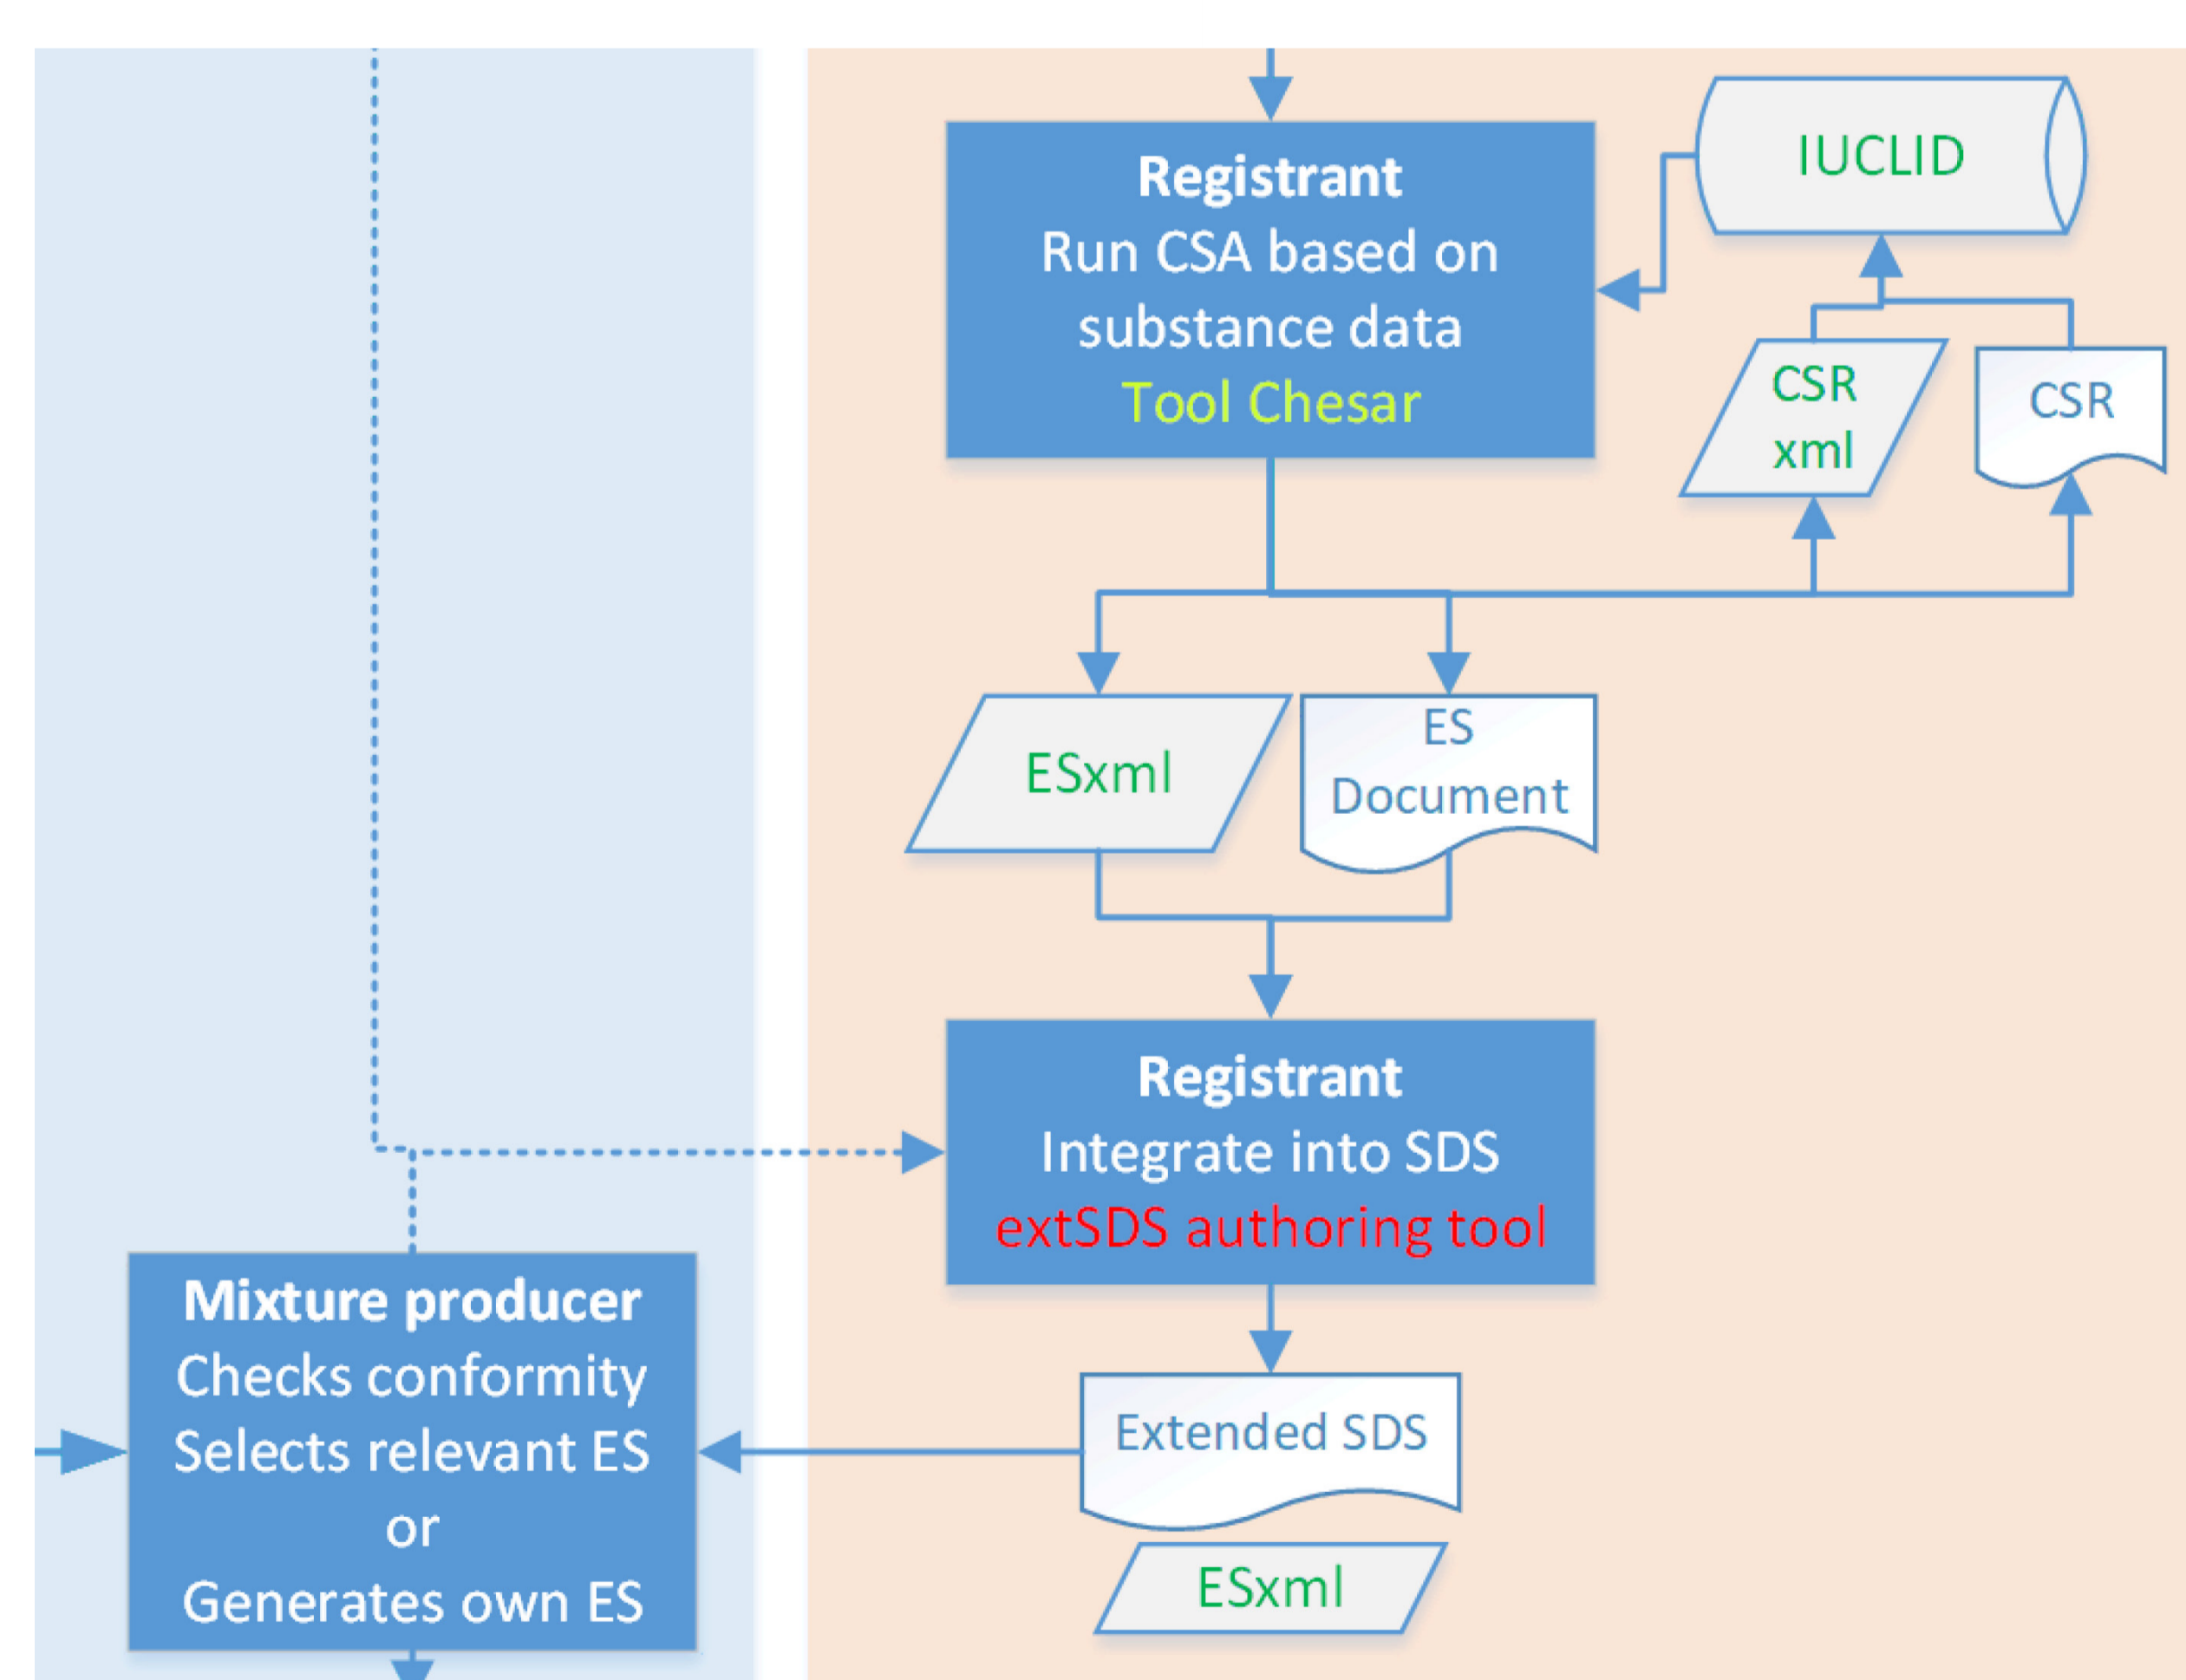 Registrant
Run CSA based on
substance data
Tool Chesar
IUCLID
CSR
xml
CSR
ESxml
ES
Document
Registrant
Integrate into SDS
extSDS authoring tool
Mixture producer
Checks conformity
Selects relevant ES
or
Generates own ES
Extended SDS
ESxml